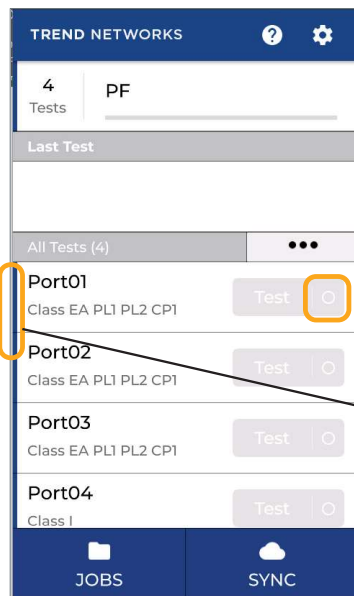 TREND NETWORKS
4
Tests
PF
Last Test
All Tests (4)
Port01
Class EA PL1 PL2 CP1
Test O
Port02
Class EA PL1 PL2 CP1
Test O
Port03
Class EA PL1 PL2 CP1
Test O
Port04
Class I
Test O
JOBS
SYNC